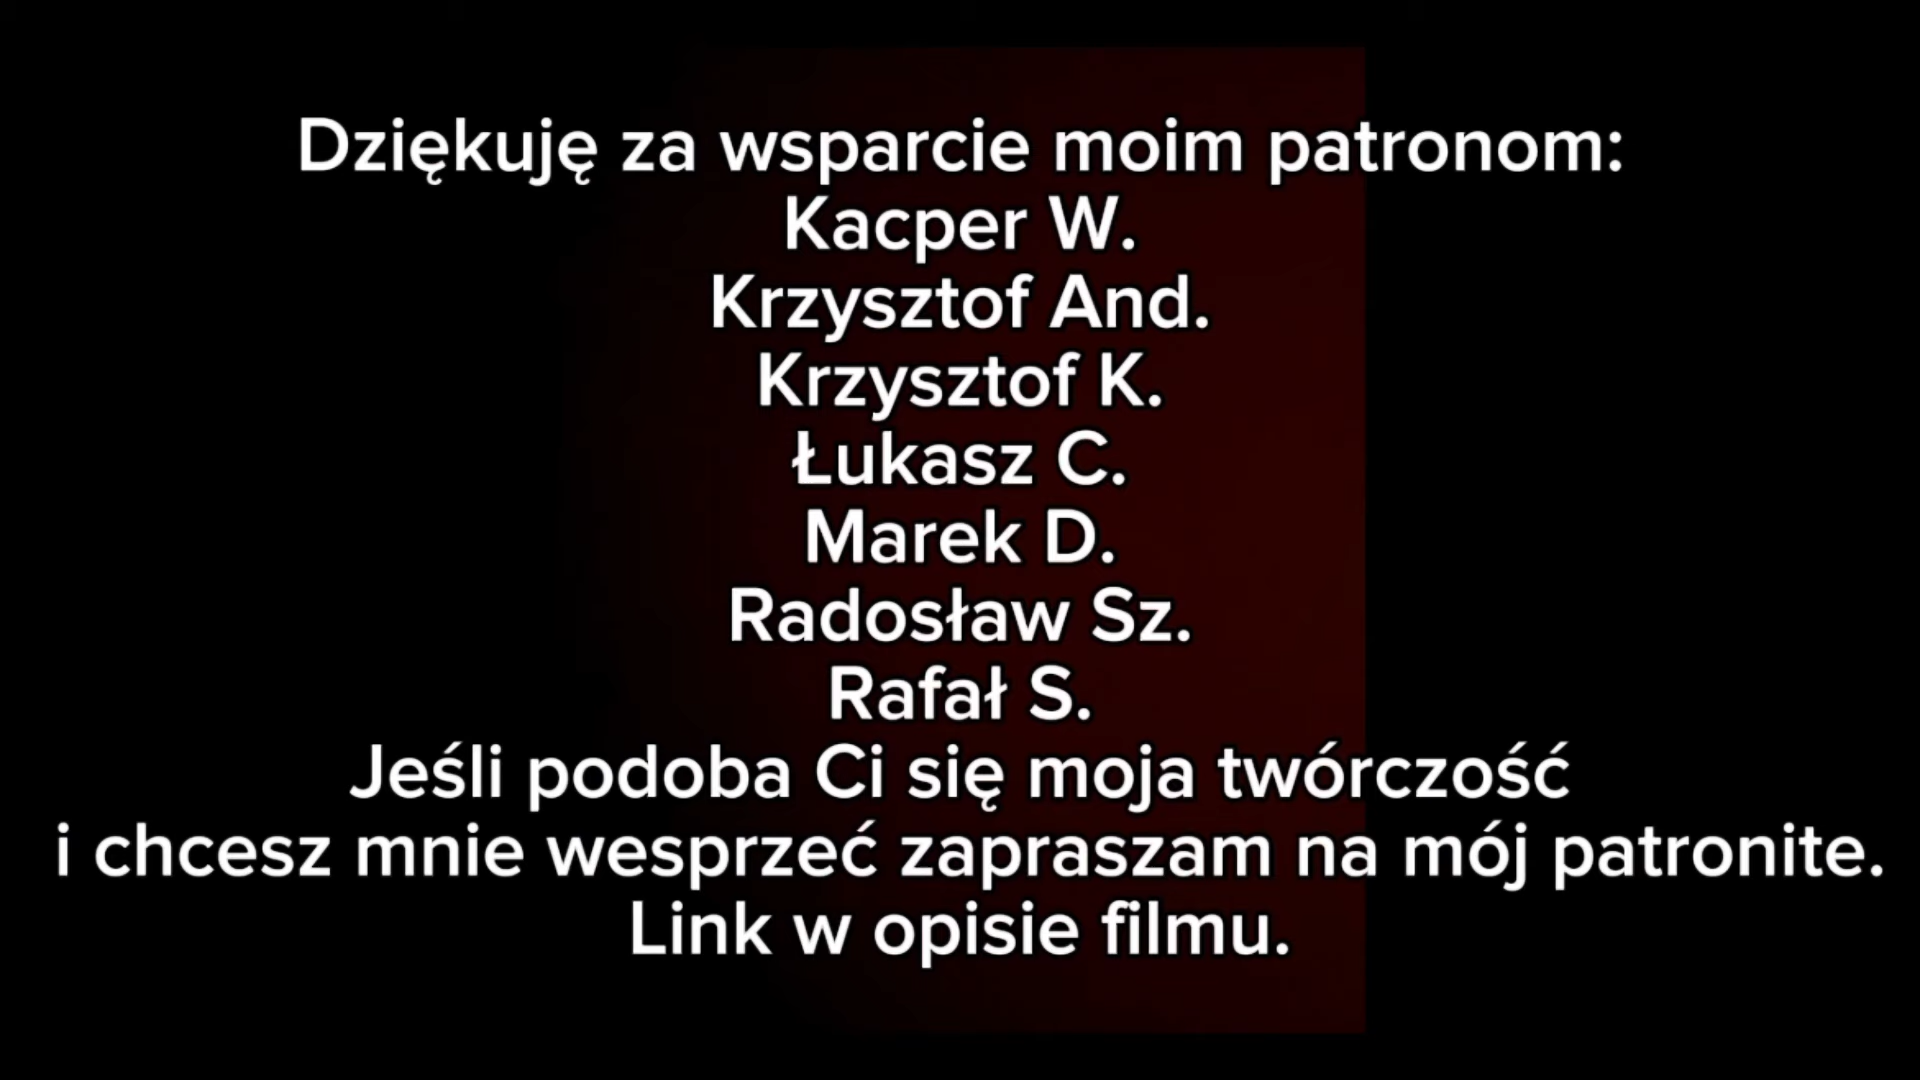 Dziękuję za wsparcie moim patronom:
Kacper W.
Krzysztof And.
Krzysztof K.
Łukasz C.
Marek D.
Radosław Sz.
Rafał S.
Jeśli podoba Ci się moja twórczość
i chcesz mnie wesprzeć zapraszam na mój patronite.
Link w opisie filmu.